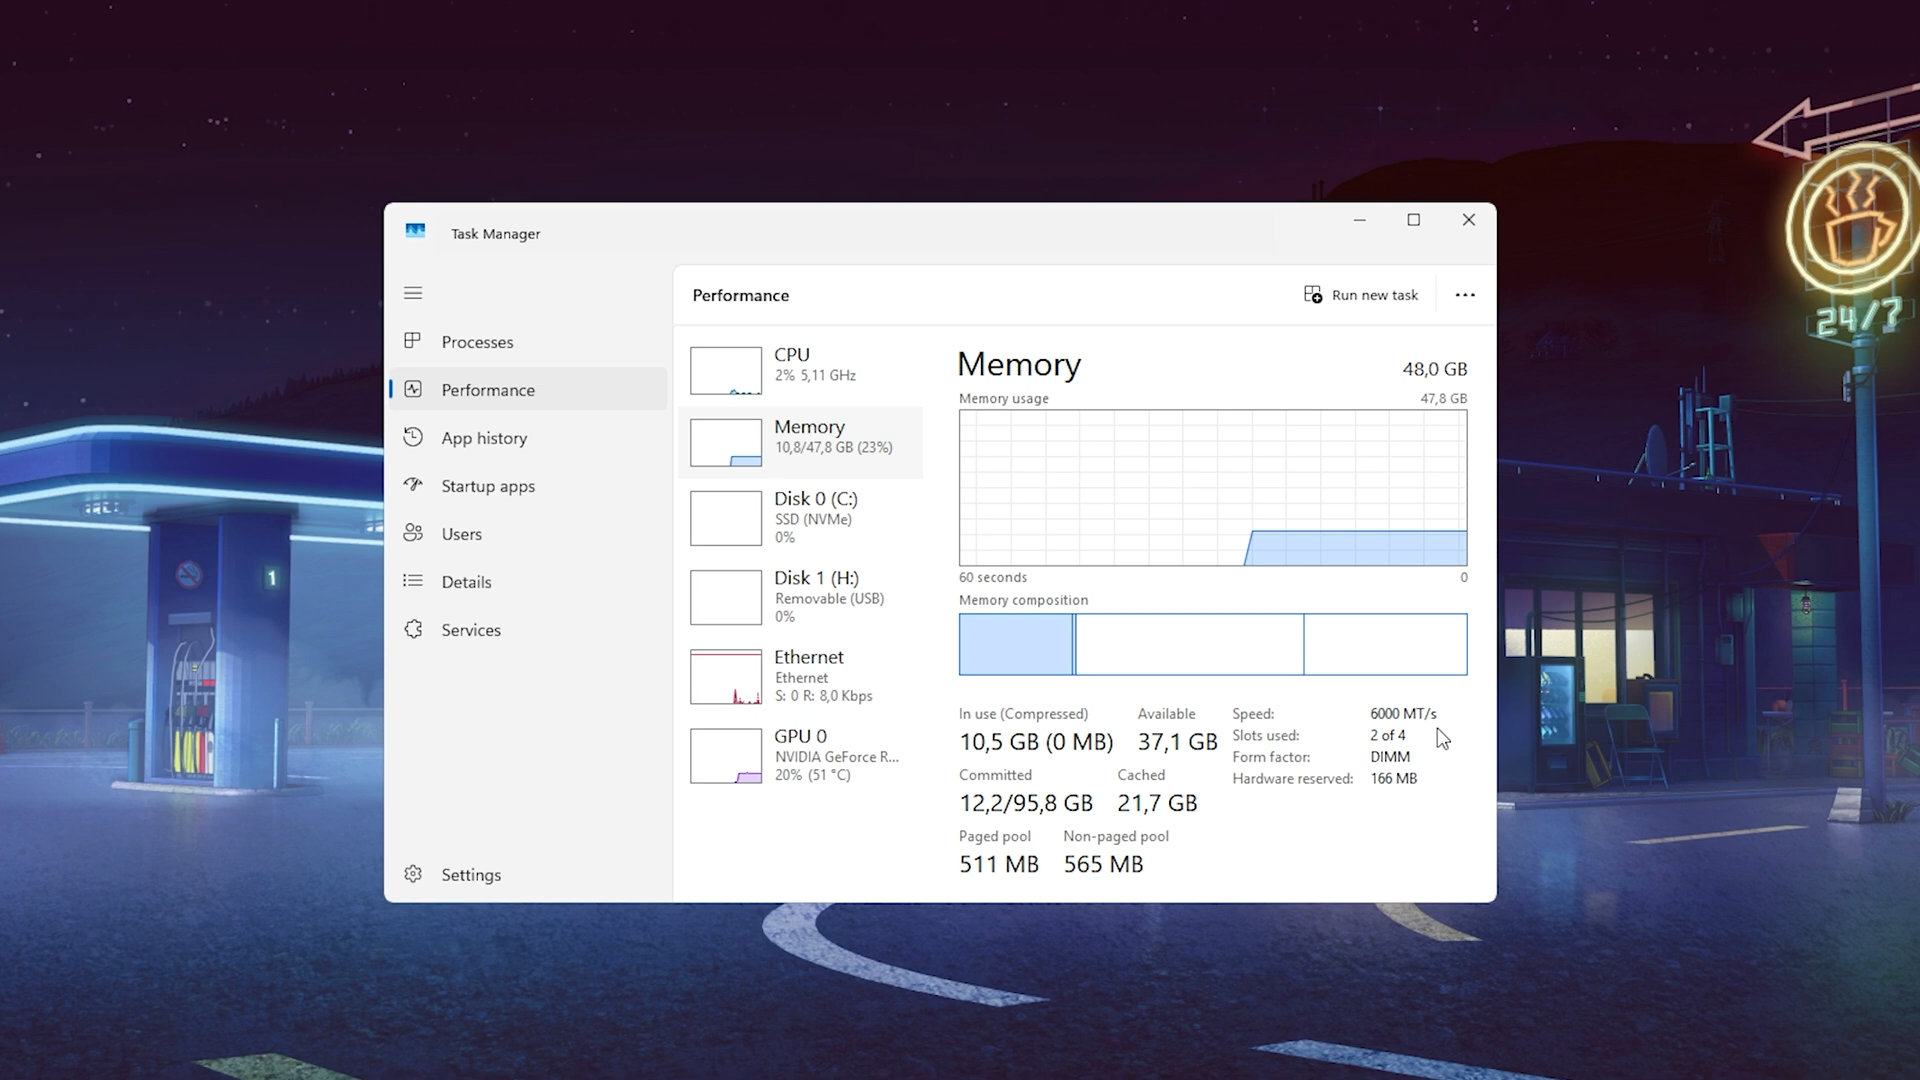 Task Manager
Processes
Performance
App history
Startup apps
Users
Details
Services
Settings
Performance
Run new task
CPU
2% 5,11 GHz
Memory
10,8/47,8 GB (23%)
Disk 0 (C:)
SSD (NVMe)
0%
Disk 1 (H:)
Removable (USB)
0%
Ethernet
Ethernet
S: 0 R: 8,0 Kbps
GPU 0
NVIDIA GeForce R...
20% (51 °C)
Memory
48,0 GB
Memory usage
47,8 GB
60 seconds
0
Memory composition
In use (Compressed)
10,5 GB (0 MB)
Available
37,1 GB
Committed
12,2/95,8 GB
Cached
21,7 GB
Paged pool
511 MB
Non-paged pool
565 MB
Speed: 6000 MT/s
Slots used: 2 of 4
Form factor: DIMM
Hardware reserved: 166 MB
1
24/7